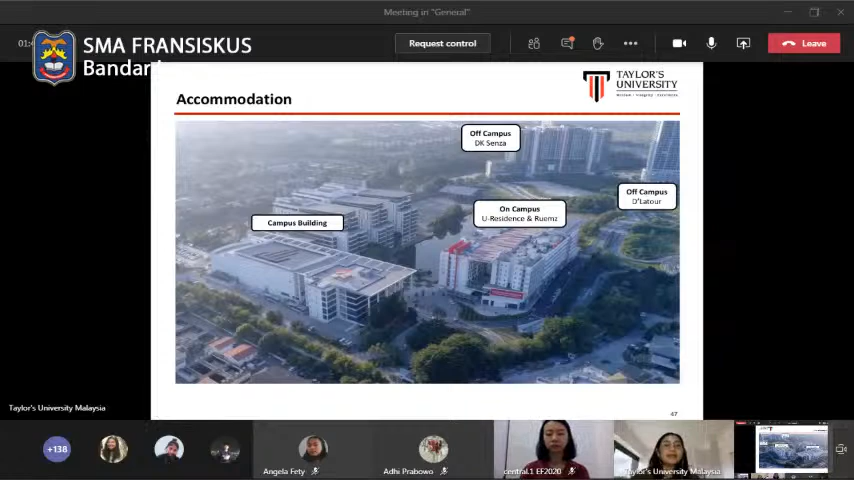 Meeting in "General"
SMA FRANSISKUS
Request control
Leave
TAYLOR'S
UNIVERSITY
Accommodation
Off Campus
DK Senza
Off Campus
D'Latour
On Campus
U-Residence & Ruemz
Campus Building
47
Taylor's University Malaysia
+138
Angela Fety
Adhi Prabowo
central.1 EF2020
Taylor's University Malaysia